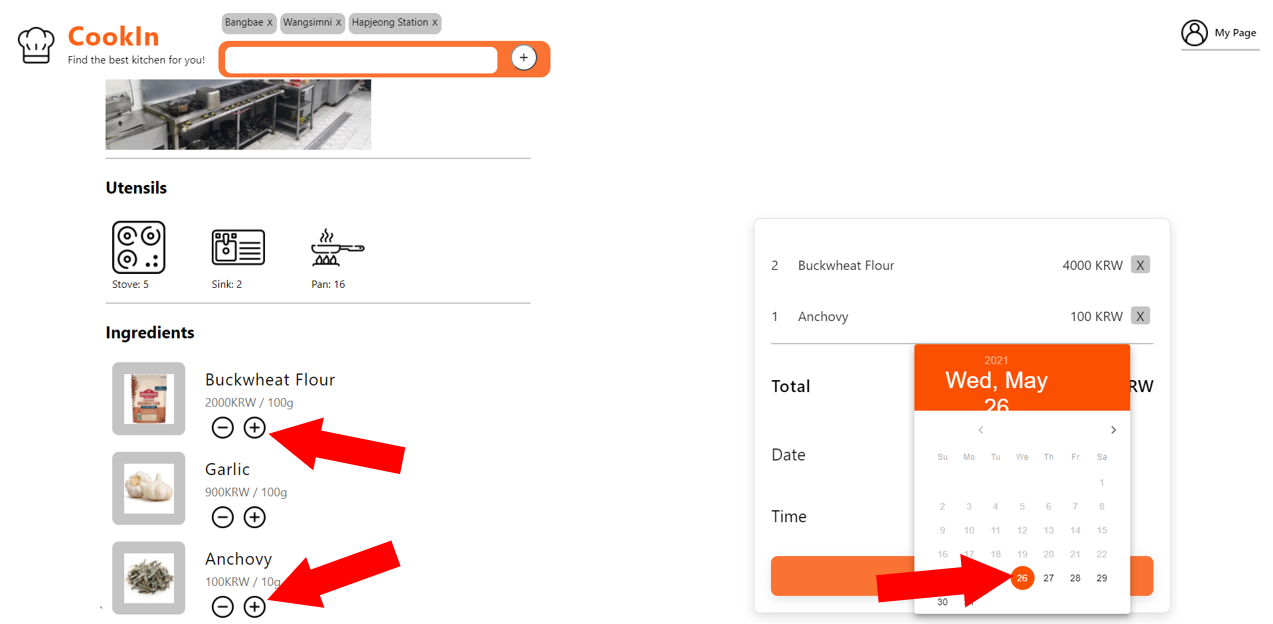 CookIn
Find the best kitchen for you!
Bangbae X Wangsimni X Hapjeong Station X
+
My Page
Utensils
Stove: 5 Sink: 2 Pan: 16
Ingredients
Buckwheat Flour
2000KRW / 100g
Garlic
900KRW / 100g
Anchovy
100KRW / 10g
2 Buckwheat Flour 4000 KRW X
1 Anchovy 100 KRW X
Total RW
Date
Time
2021
Wed, May
26
< >
Su Mo Tu We Th Fr Sa
1
2 3 4 5 6 7 8
9 10 11 12 13 14 15
16 17 18 19 20 21 22
26 27 28 29
30